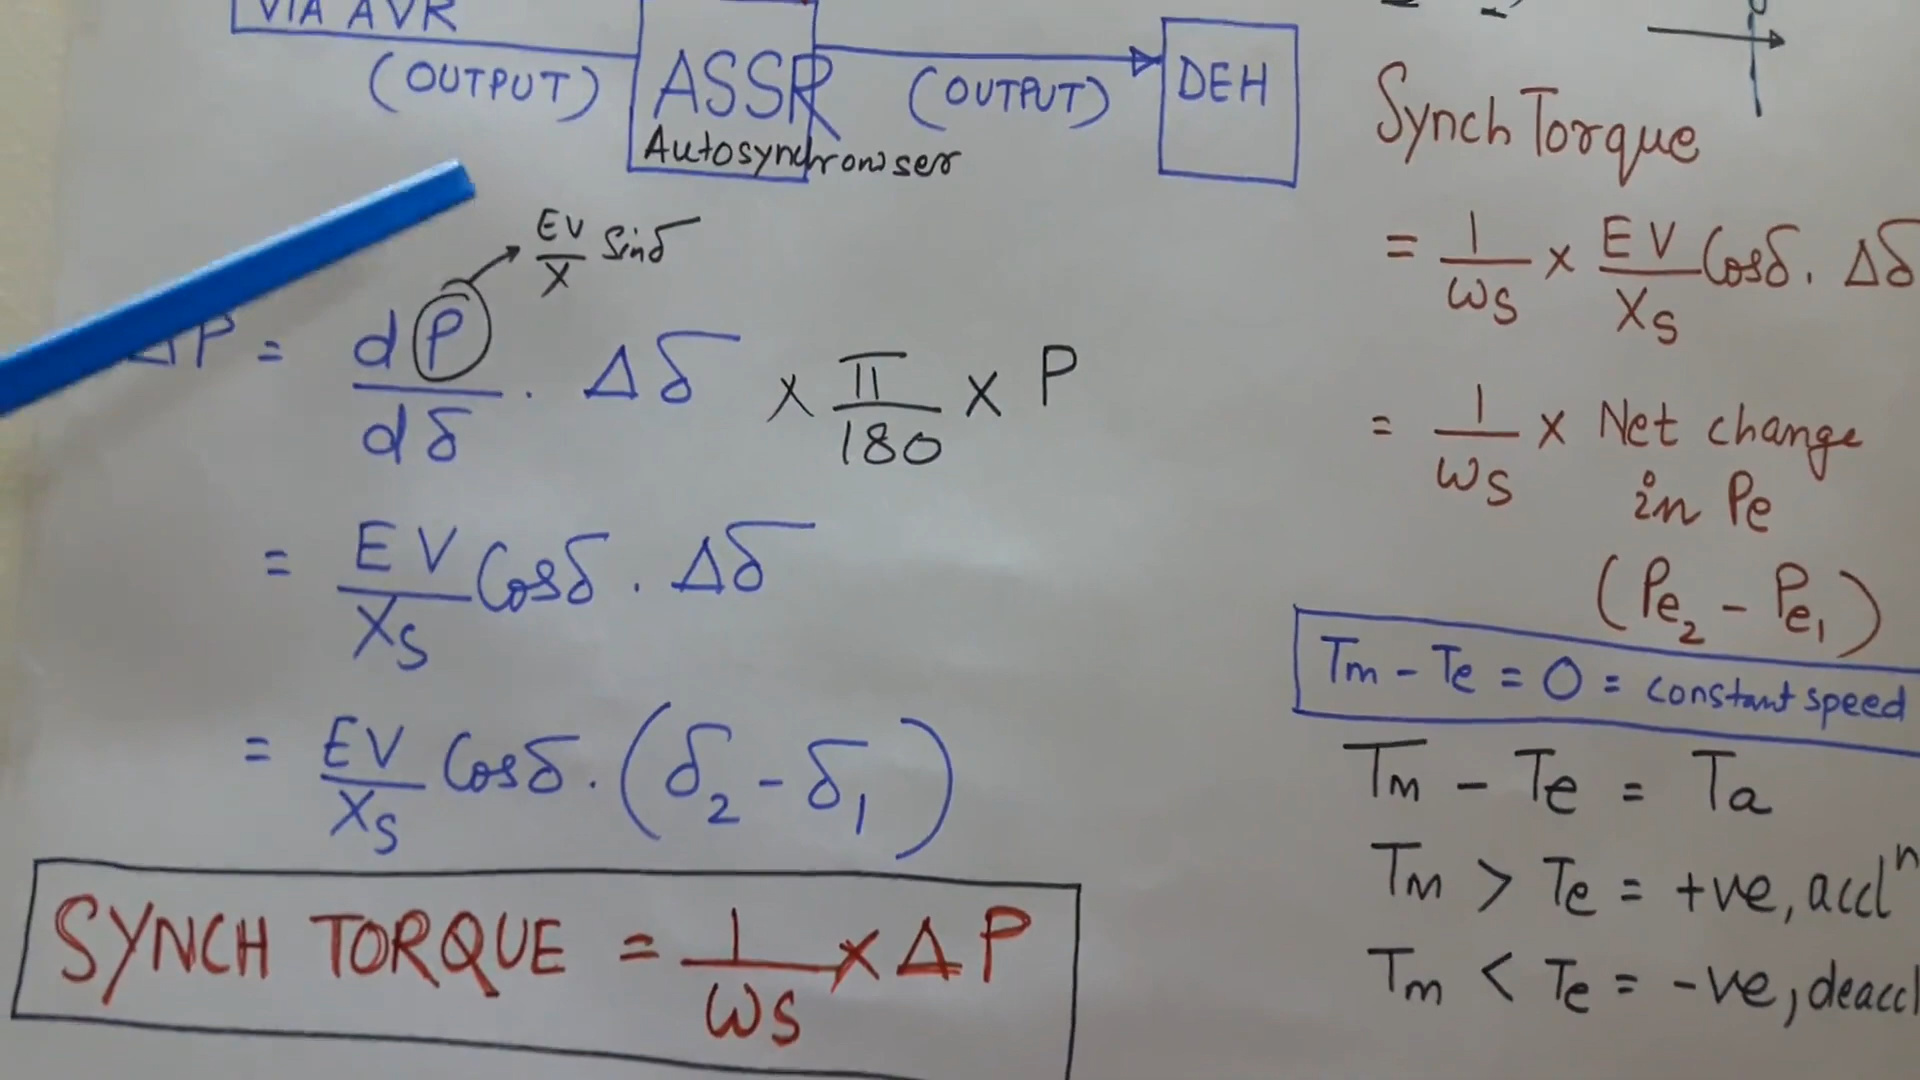 VIA AVR
(OUTPUT)
ASSR
Autosynchroniser
(OUTPUT)
DEH
EV/X Sinδ
ΔP = dP/dδ . Δδ × π/180 × P
= EV/Xs Cosδ . Δδ
= EV/Xs Cosδ . (δ2 - δ1)
SYNCH TORQUE = 1/ωs × ΔP
Synch Torque
= 1/ωs × EV/Xs Cosδ . Δδ
= 1/ωs × Net change
in Pe
(Pe2 - Pe1)
Tm - Te = 0 = constant speed
Tm - Te = Ta
Tm > Te = +ve, accl^n
Tm < Te = -ve, deaccl